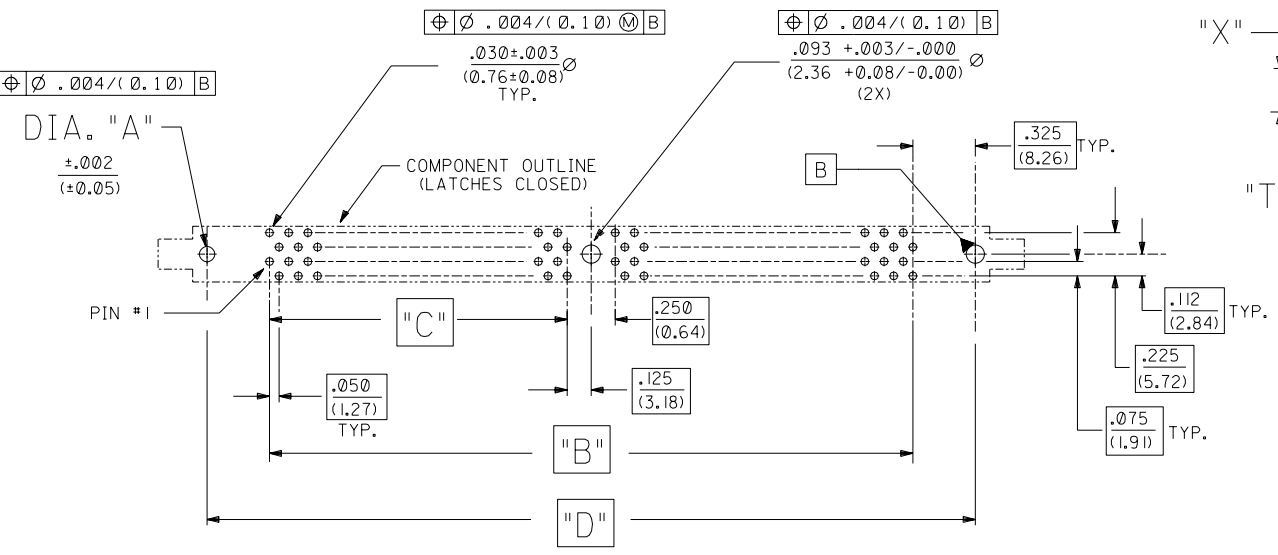 ⌖ Ø .004/(0.10) Ⓜ B
.030±.003
(0.76±0.08) Ø
TYP.
⌖ Ø .004/(0.10) B
.093 +.003/-.000
(2.36 +0.08/-0.00) Ø
(2X)
"X"
⌖ Ø .004/(0.10) B
DIA. "A"
±.002
(±0.05)
COMPONENT OUTLINE
(LATCHES CLOSED)
B
.325
(8.26)
TYP.
"T
PIN #1
"C"
.250
(0.64)
.112
(2.84)
TYP.
.050
(1.27)
TYP.
.125
(3.18)
.225
(5.72)
.075
(1.91)
TYP.
"B"
"D"